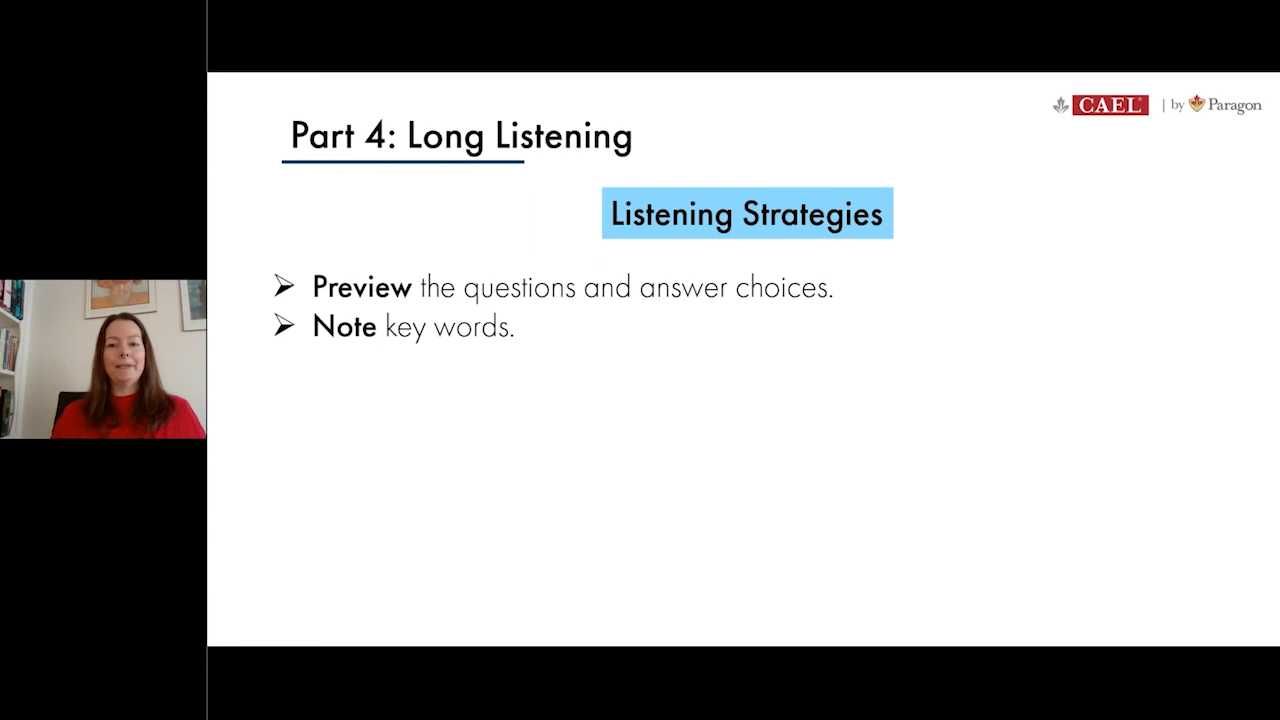 CAEL | by Paragon
Part 4: Long Listening
Listening Strategies
➢ Preview the questions and answer choices.
➢ Note key words.